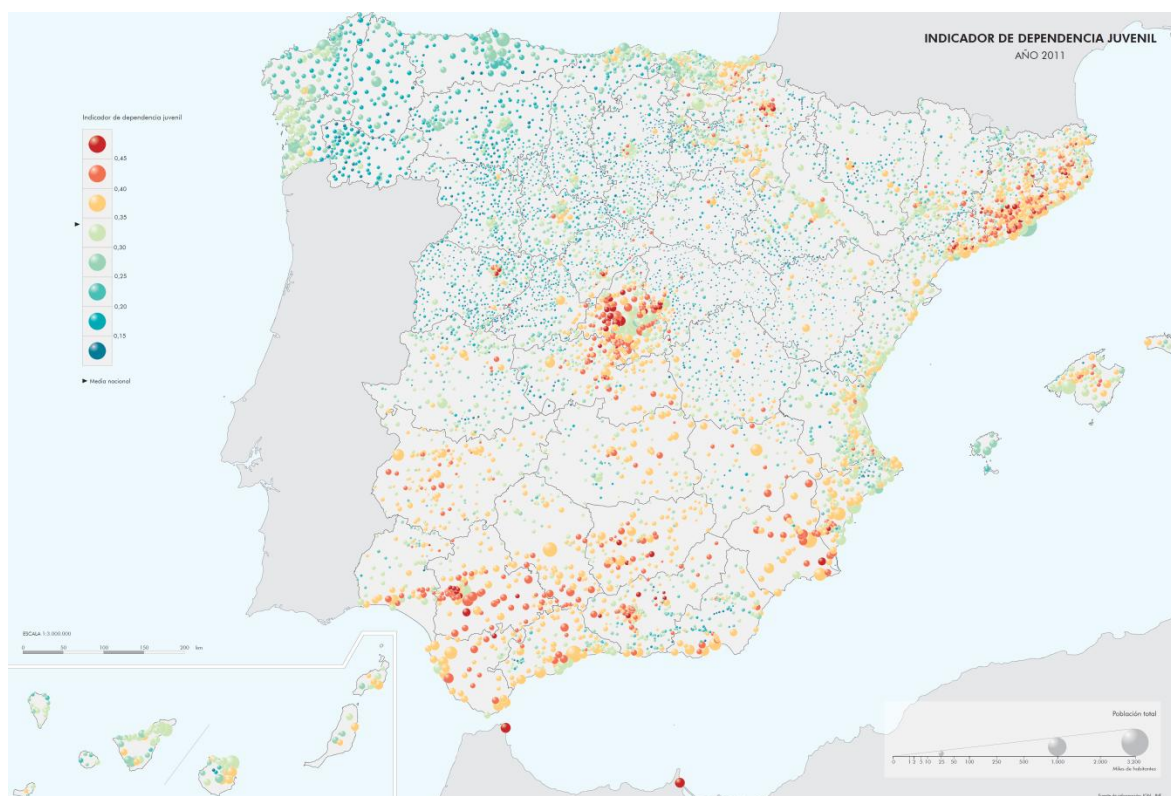 INDICADOR DE DEPENDENCIA JUVENIL
AÑO 2011
Indicador de dependencia juvenil
0,45
0,40
0,35
0,30
0,25
0,20
0,15
Media nacional
ESCALA 1:3.000.000
0 50 100 150 200 km
Población total
0 1 2 5 10 25 50 100 250 500 1.000 2.000 3.200
Miles de habitantes